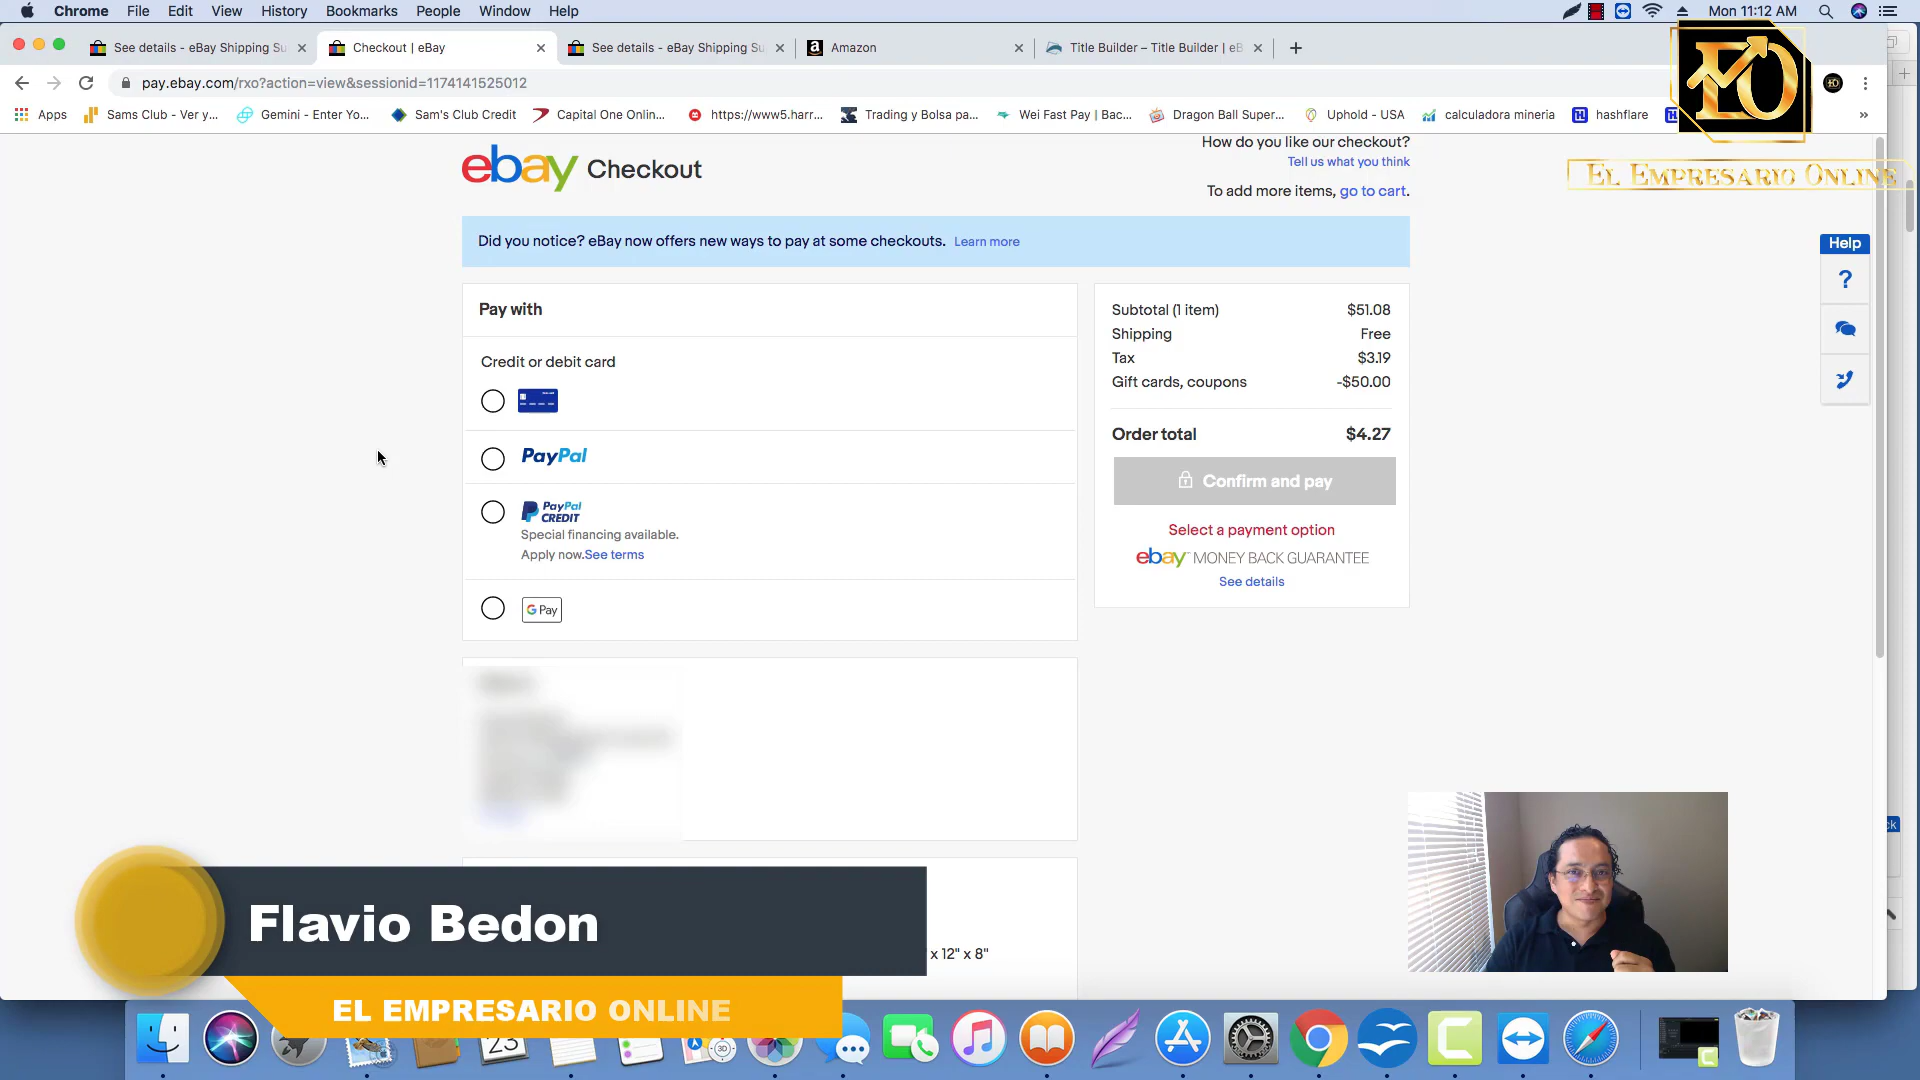 Chrome File Edit View History Bookmarks People Window Help
Mon 11:12 AM
See details - eBay Shipping Su
Checkout | eBay
See details - eBay Shipping Su
Amazon
Title Builder – Title Builder | eB
pay.ebay.com/rxo?action=view&sessionid=1174141525012
Apps
Sams Club - Ver y...
Gemini - Enter Yo...
Sam's Club Credit
Capital One Onlin...
https://www5.harr...
Trading y Bolsa pa...
Wei Fast Pay | Bac...
Dragon Ball Super...
Uphold - USA
calculadora mineria
hashflare
EO
EL EMPRESARIO ONLINE
ebay Checkout
How do you like our checkout?
Tell us what you think
To add more items, go to cart.
Did you notice? eBay now offers new ways to pay at some checkouts. Learn more
Help
?
Pay with
Credit or debit card
PayPal
PayPal
CREDIT
Special financing available.
Apply now.See terms
G Pay
Subtotal (1 item) $51.08
Shipping Free
Tax $3.19
Gift cards, coupons -$50.00
Order total $4.27
Confirm and pay
Select a payment option
ebay MONEY BACK GUARANTEE
See details
x 12" x 8"
Flavio Bedon
EL EMPRESARIO ONLINE
23
3D